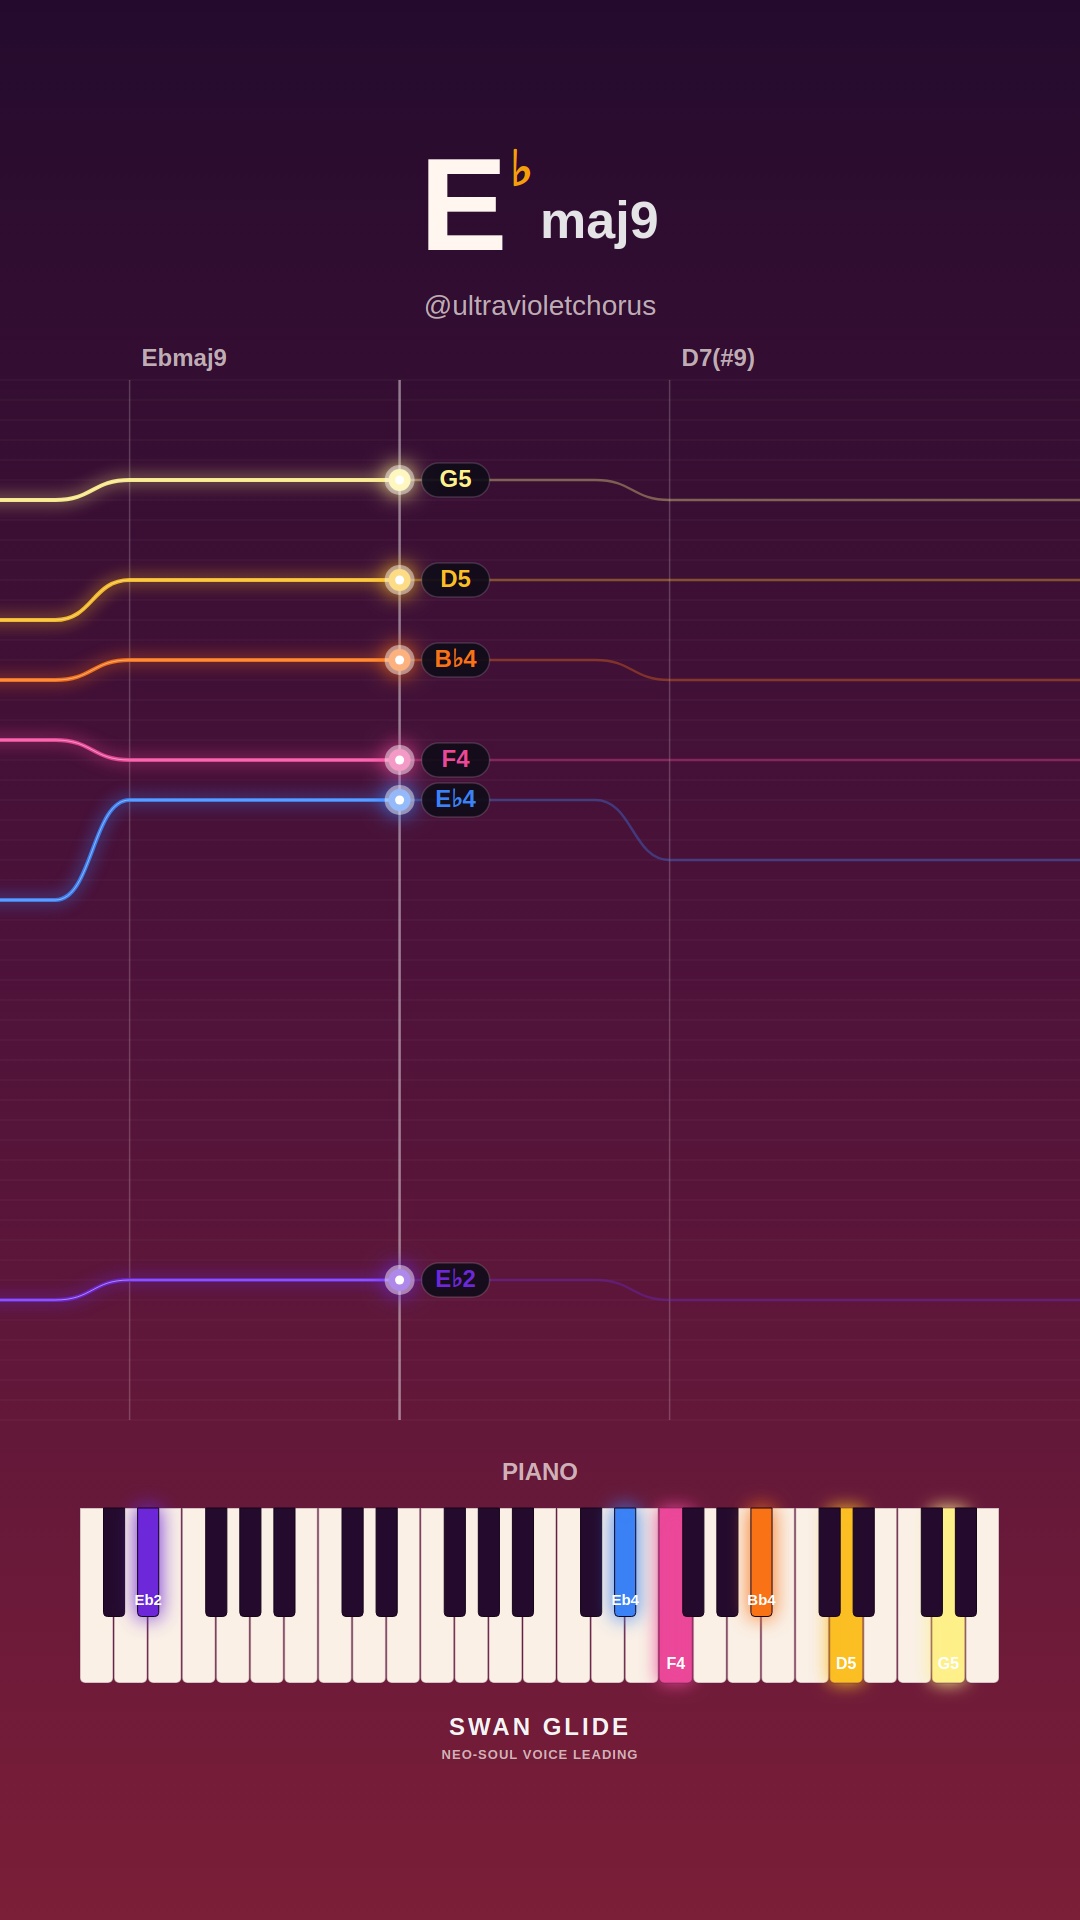 E♭maj9
@ultravioletchorus
Ebmaj9 D7(#9)
G5
D5
B♭4
F4
E♭4
E♭2
PIANO
Eb2 Eb4 Bb4
F4 D5 G5
SWAN GLIDE
NEO-SOUL VOICE LEADING